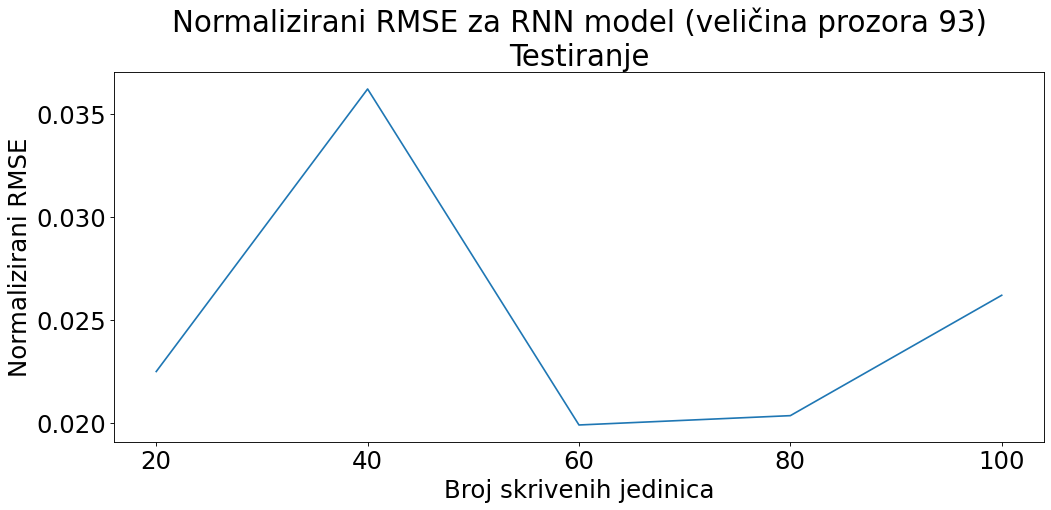 Normalizirani RMSE za RNN model (veličina prozora 93)
Testiranje
Normalizirani RMSE
0.035
0.030
0.025
0.020
20 40 60 80 100
Broj skrivenih jedinica